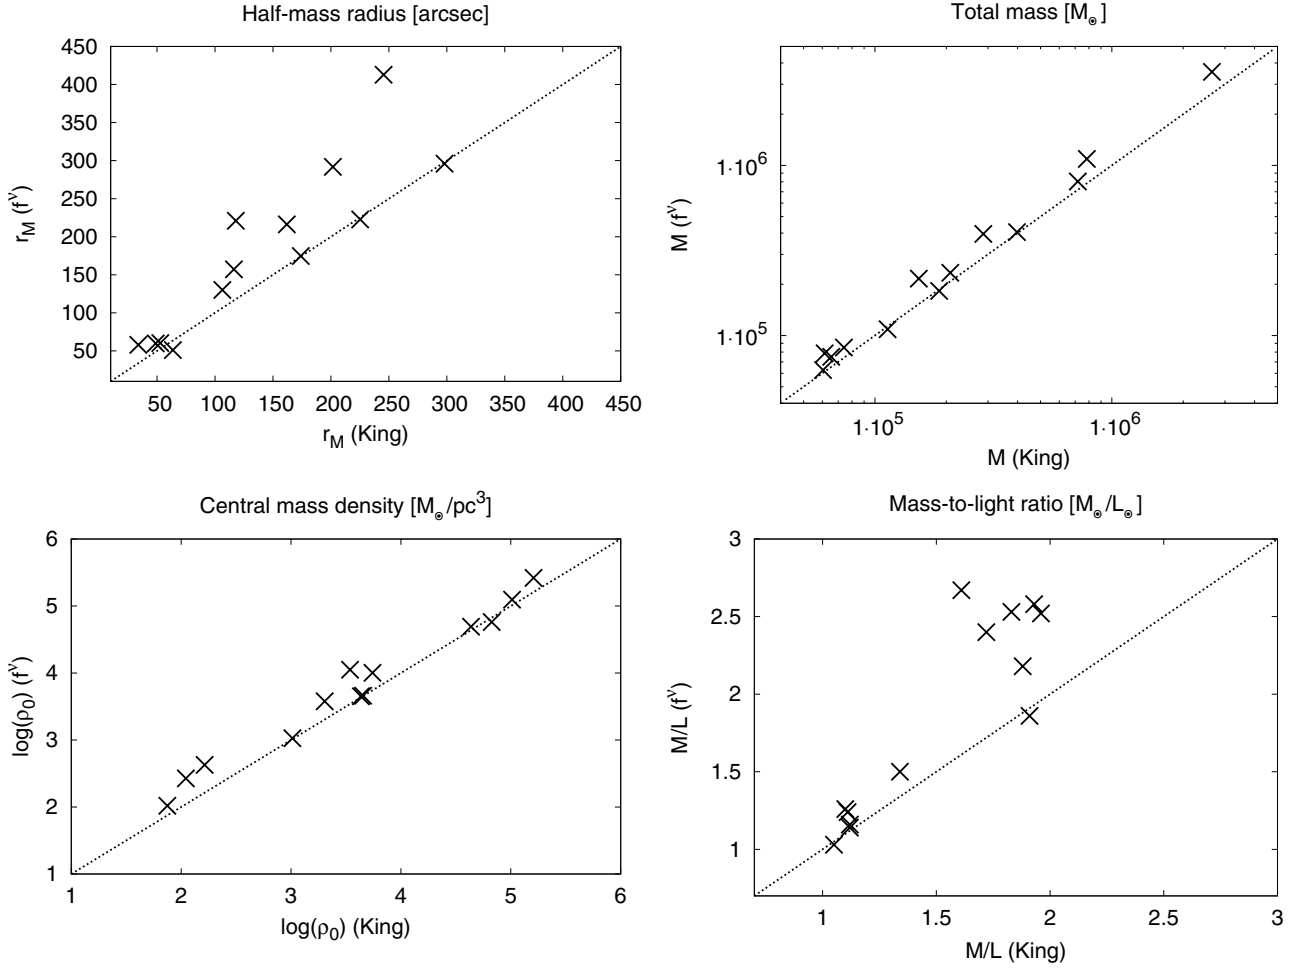 Half-mass radius [arcsec]
450
400
350
300
250
200
150
100
50
50 100 150 200 250 300 350 400 450
r_M (f^ν)
r_M (King)
Total mass [M_⊙]
1·10^6
1·10^5
1·10^5 1·10^6
M (f^ν)
M (King)
Central mass density [M_⊙/pc^3]
6
5
4
3
2
1
1 2 3 4 5 6
log(ρ_0) (f^ν)
log(ρ_0) (King)
Mass-to-light ratio [M_⊙/L_⊙]
3
2.5
2
1.5
1
1 1.5 2 2.5 3
M/L (f^ν)
M/L (King)